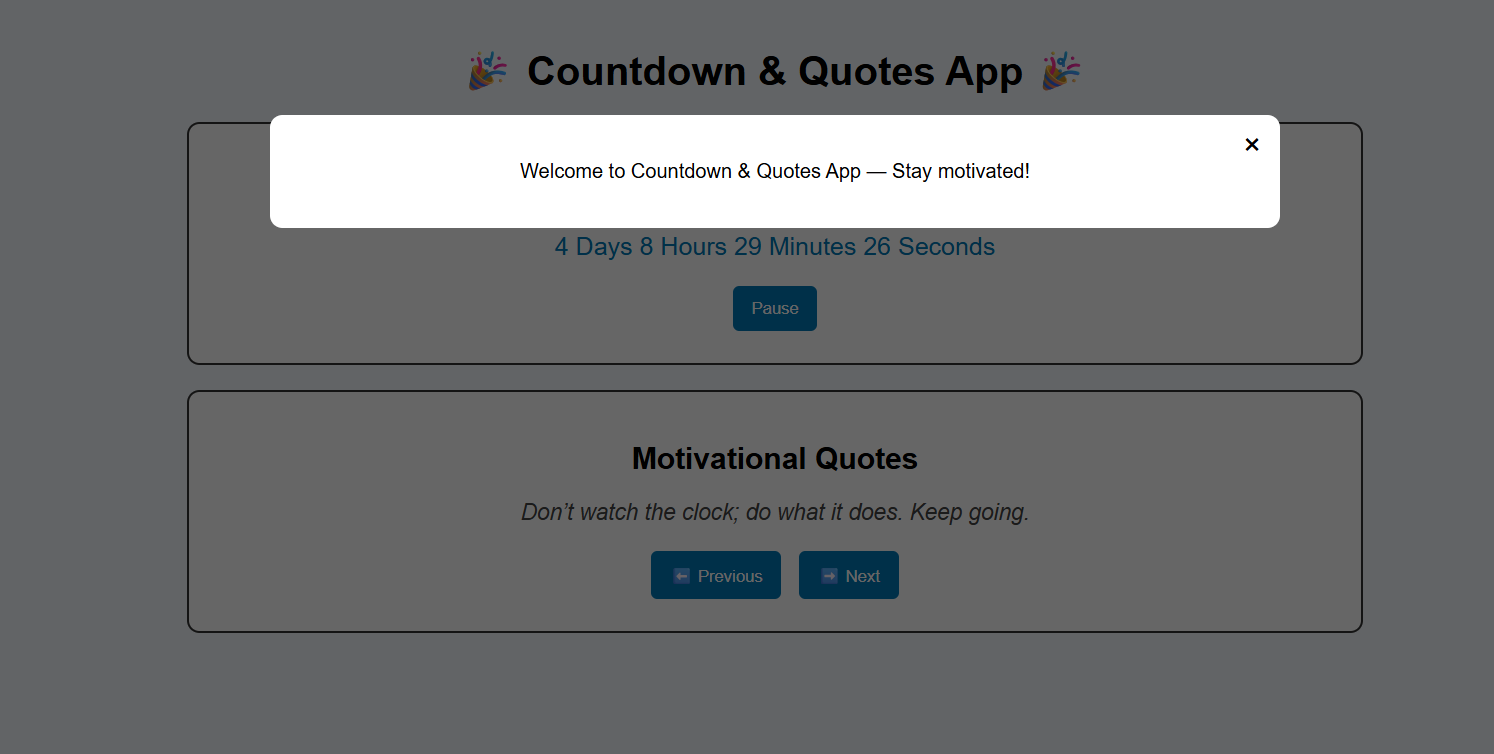 🎉 Countdown & Quotes App 🎉
×
Welcome to Countdown & Quotes App — Stay motivated!
4 Days 8 Hours 29 Minutes 26 Seconds
Pause
Motivational Quotes
Don’t watch the clock; do what it does. Keep going.
⬅️ Previous ➡️ Next